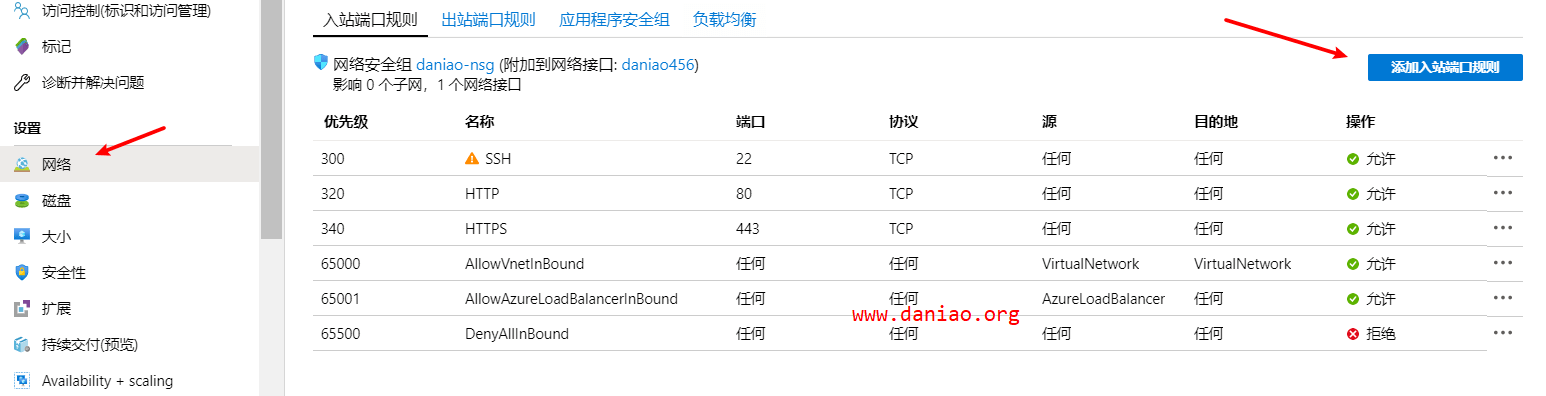 访问控制(标识和访问管理)
标记
诊断并解决问题
设置
网络
磁盘
大小
安全性
扩展
持续交付(预览)
Availability + scaling
入站端口规则 出站端口规则 应用程序安全组 负载均衡
网络安全组 daniao-nsg (附加到网络接口: daniao456)
影响 0 个子网，1 个网络接口
添加入站端口规则
优先级 名称 端口 协议 源 目的地 操作
300 SSH 22 TCP 任何 任何 允许
320 HTTP 80 TCP 任何 任何 允许
340 HTTPS 443 TCP 任何 任何 允许
65000 AllowVnetInBound 任何 任何 VirtualNetwork VirtualNetwork 允许
65001 AllowAzureLoadBalancerInBound 任何 任何 AzureLoadBalancer 任何 允许
www.daniao.org
65500 DenyAllInBound 任何 任何 任何 任何 拒绝